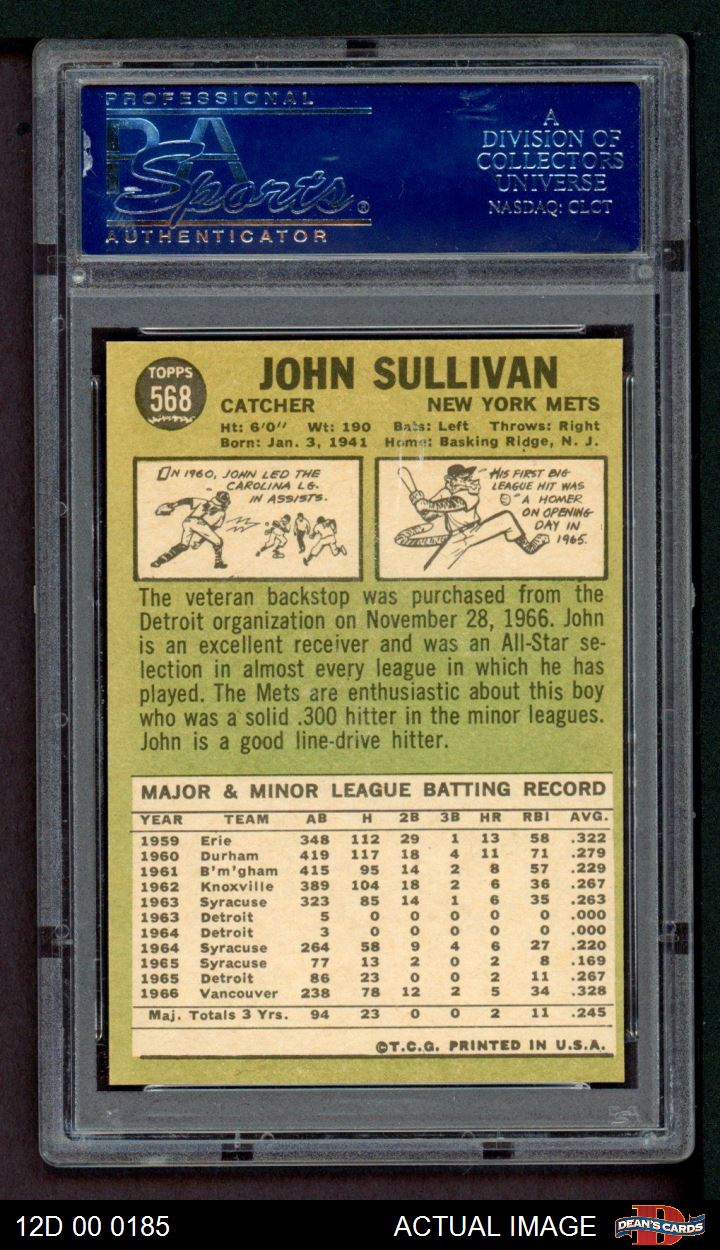 PROFESSIONAL
PSA
Sports®
AUTHENTICATOR
A
DIVISION OF
COLLECTORS
UNIVERSE
NASDAQ: CLCT
TOPPS
568
JOHN SULLIVAN
CATCHER NEW YORK METS
Ht: 6'0'' Wt: 190 Bats: Left Throws: Right
Born: Jan. 3, 1941 Home: Basking Ridge, N. J.
IN 1960, JOHN LED THE
CAROLINA LG.
IN ASSISTS.
HIS FIRST BIG
LEAGUE HIT WAS
A HOMER
ON OPENING
DAY IN
1965.
The veteran backstop was purchased from the
Detroit organization on November 28, 1966. John
is an excellent receiver and was an All-Star se-
lection in almost every league in which he has
played. The Mets are enthusiastic about this boy
who was a solid .300 hitter in the minor leagues.
John is a good line-drive hitter.
MAJOR & MINOR LEAGUE BATTING RECORD
YEAR TEAM AB H 2B 3B HR RBI AVG.
1959 Erie 348 112 29 1 13 58 .322
1960 Durham 419 117 18 4 11 71 .279
1961 B'm'gham 415 95 14 2 8 57 .229
1962 Knoxville 389 104 18 2 6 36 .267
1963 Syracuse 323 85 14 1 6 35 .263
1963 Detroit 5 0 0 0 0 0 .000
1964 Detroit 3 0 0 0 0 0 .000
1964 Syracuse 264 58 9 4 6 27 .220
1965 Syracuse 77 13 2 0 2 8 .169
1965 Detroit 86 23 0 0 2 11 .267
1966 Vancouver 238 78 12 2 5 34 .328
Maj. Totals 3 Yrs. 94 23 0 0 2 11 .245
©T.C.G. PRINTED IN U.S.A.
12D 00 0185 ACTUAL IMAGE DEAN'S CARDS